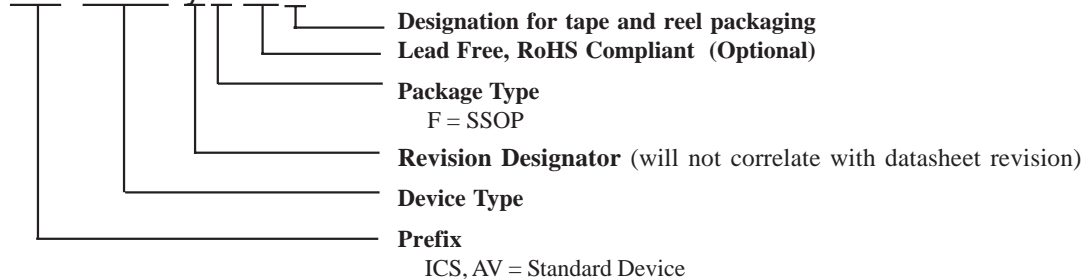 Designation for tape and reel packaging
Lead Free, RoHS Compliant (Optional)
Package Type
F = SSOP
Revision Designator (will not correlate with datasheet revision)
Device Type
Prefix
ICS, AV = Standard Device